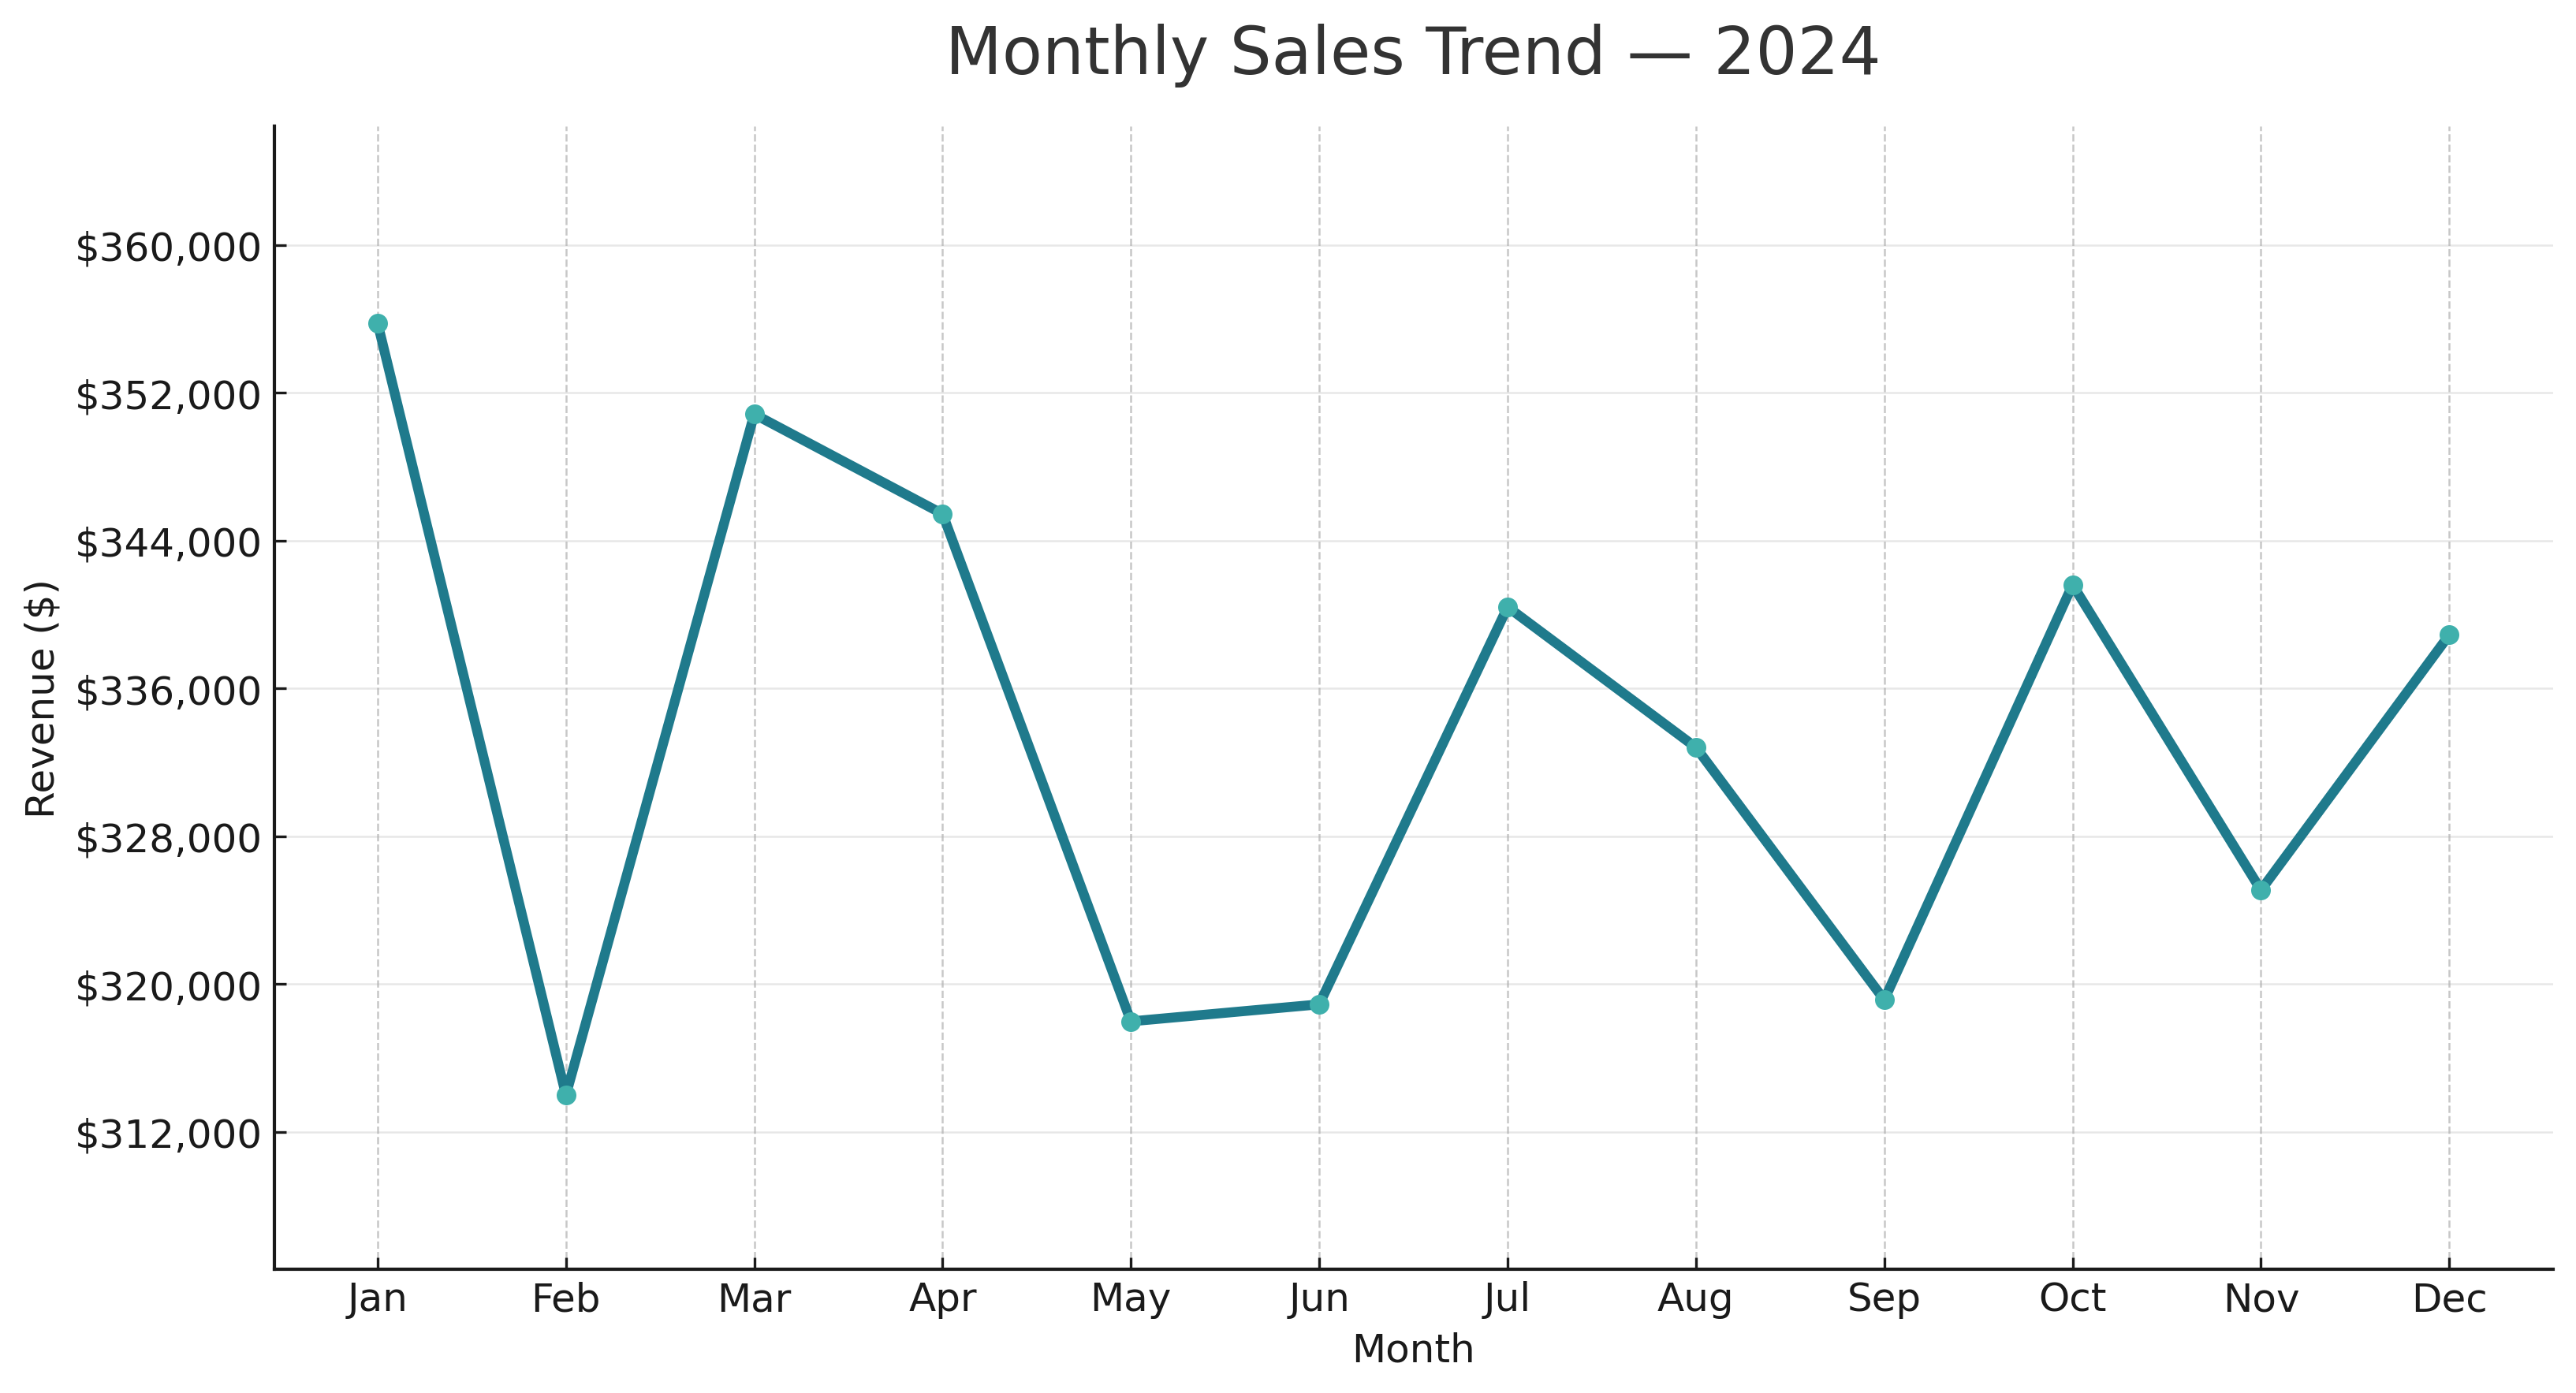 Monthly Sales Trend — 2024
$360,000
$352,000
$344,000
$336,000
$328,000
$320,000
$312,000
Revenue ($)
Jan Feb Mar Apr May Jun Jul Aug Sep Oct Nov Dec
Month